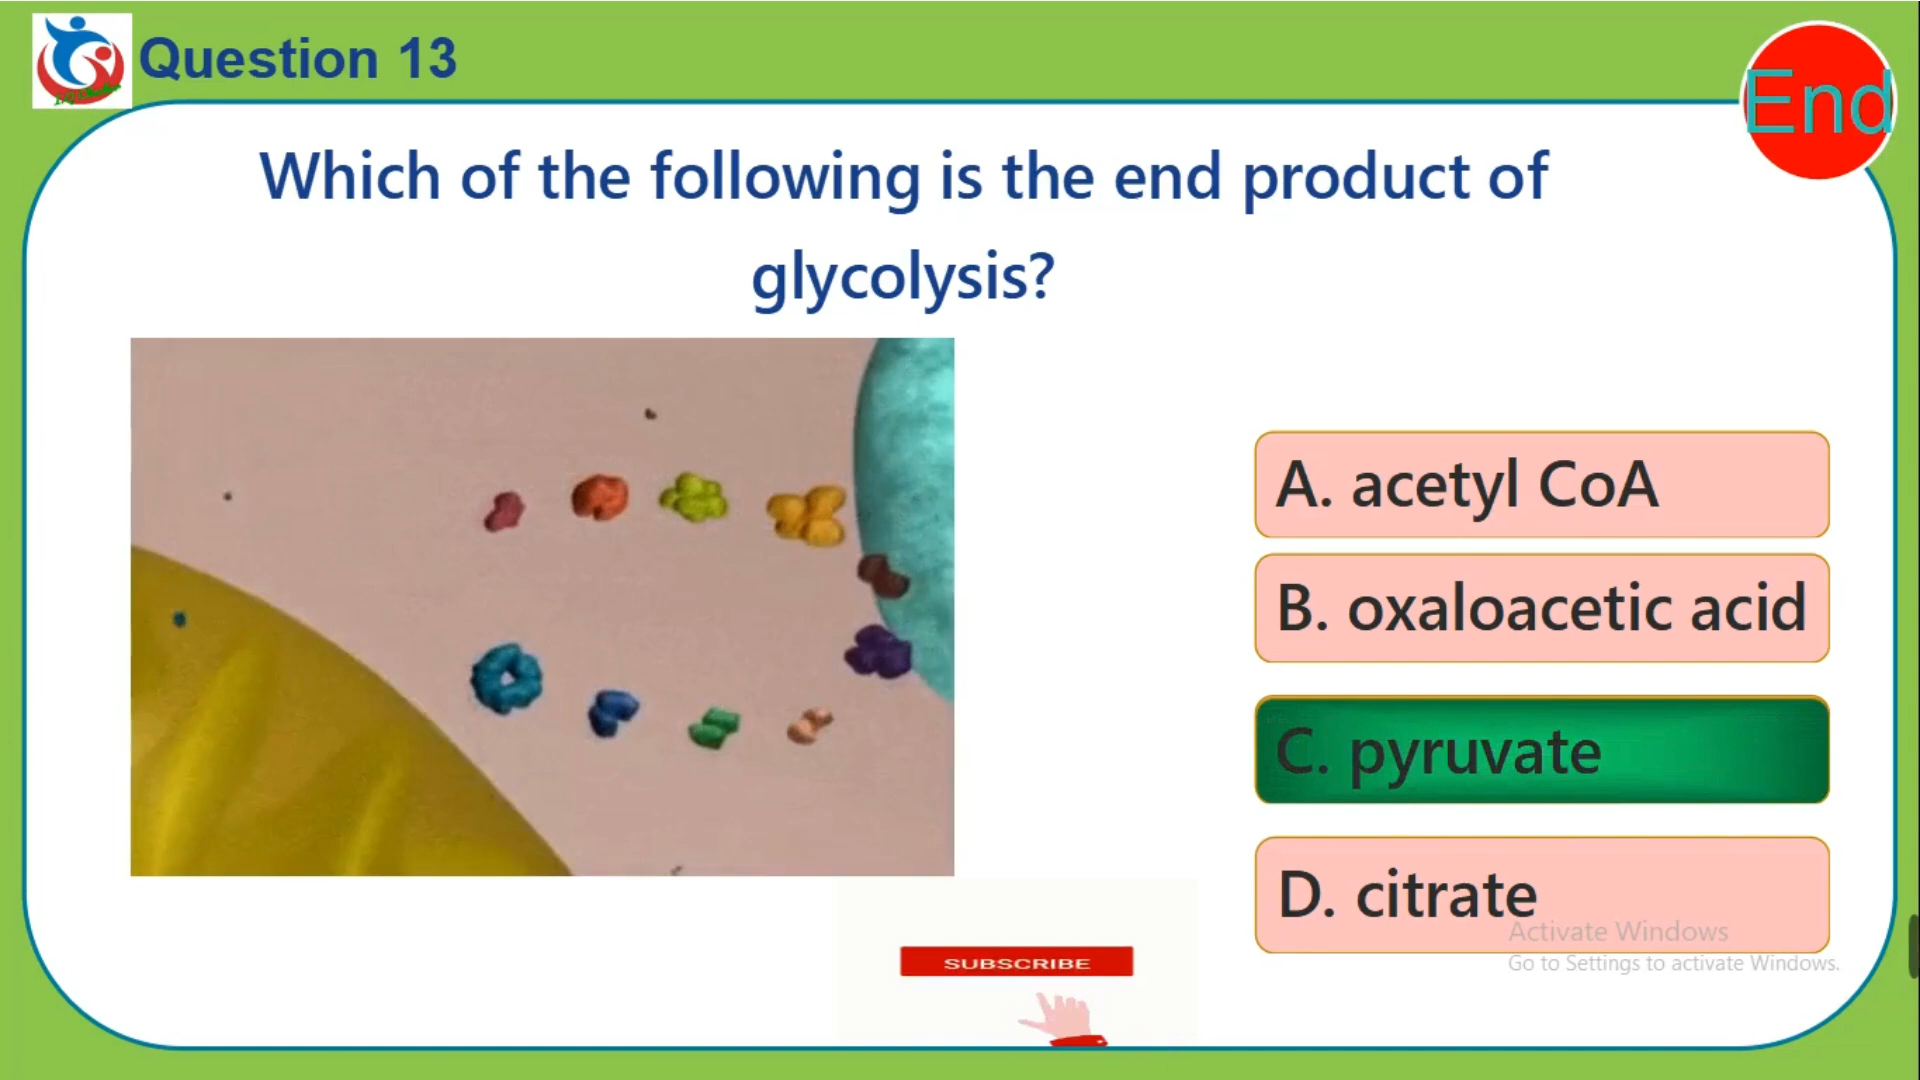 Question 13
End
Which of the following is the end product of
glycolysis?
A. acetyl CoA
B. oxaloacetic acid
C. pyruvate
D. citrate
Activate Windows
Go to Settings to activate Windows.
SUBSCRIBE